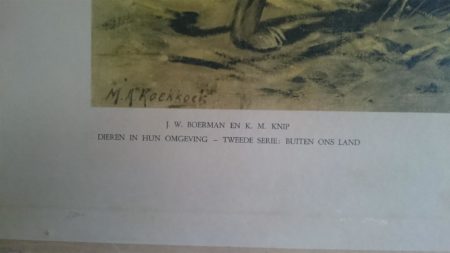 M.A Koekkoek
J. W. BOERMAN EN K. M. KNIP
DIEREN IN HUN OMGEVING – TWEEDE SERIE: BUITEN ONS LAND